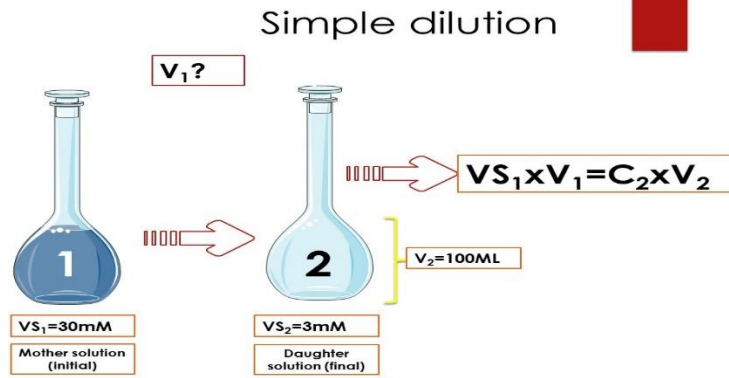 Simple dilution
V₁?
VS₁xV₁=C₂xV₂
1
2
V₂=100ML
VS₁=30mM
VS₂=3mM
Mother solution
(initial)
Daughter
solution (final)